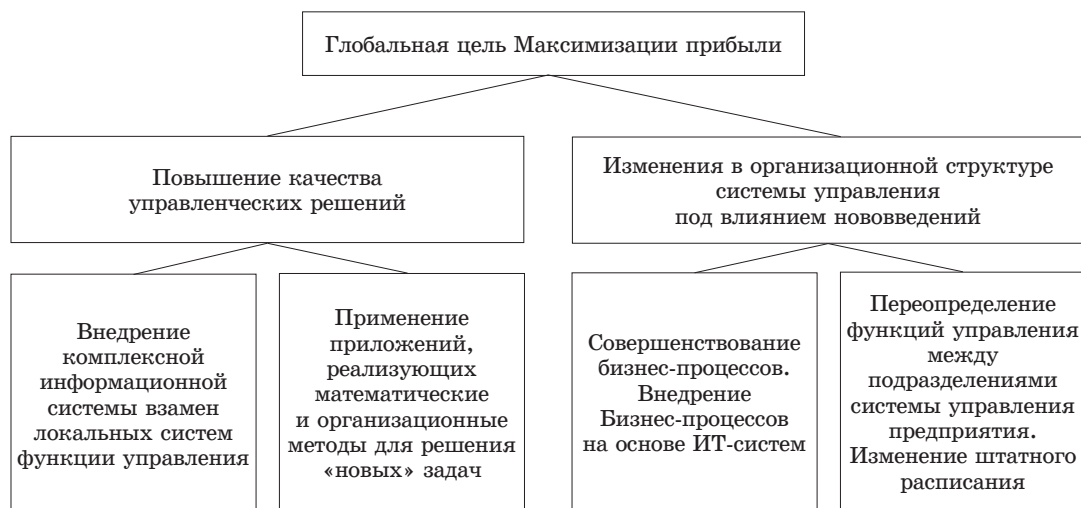 Глобальная цель Максимизации прибыли
Повышение качества
управленческих решений
Изменения в организационной структуре
системы управления
под влиянием нововведений
Внедрение
комплексной
информационной
системы взамен
локальных систем
функции управления
Применение
приложений,
реализующих
математические
и организационные
методы для решения
«новых» задач
Совершенствование
бизнес-процессов.
Внедрение
Бизнес-процессов
на основе ИТ-систем
Переопределение
функций управления
между
подразделениями
системы управления
предприятия.
Изменение штатного
расписания